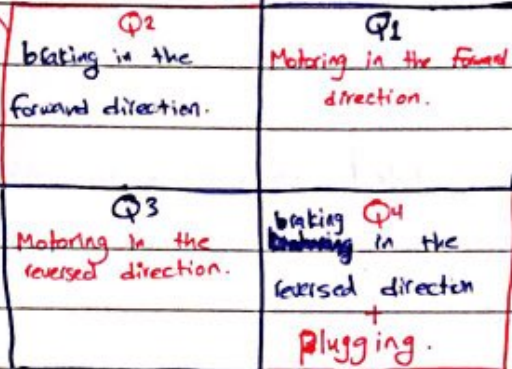 Q2
braking in the
forward direction.
Q1
Motoring in the forward
direction.
Q3
Motoring in the
reversed direction.
Q4
braking
in the
reversed direction
+
Plugging.